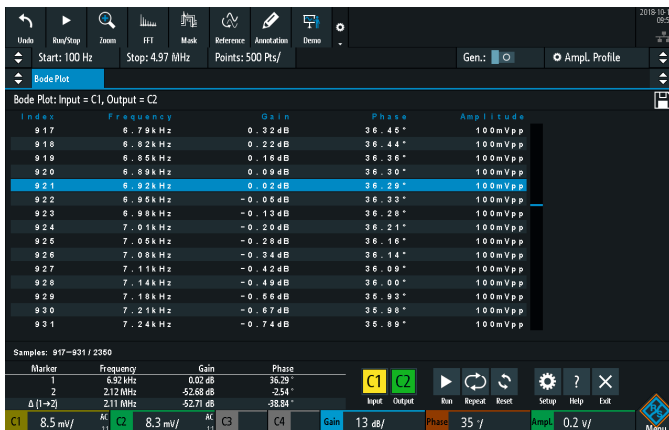 2018-10-1
Undo Run/Stop Zoom FFT Mask Reference Annotation Demo
09:5
Start: 100 Hz Stop: 4.97 MHz Points: 500 Pts/ Gen.: O Ampl. Profile
Bode Plot
Bode Plot: Input = C1, Output = C2
Index Frequency Gain Phase Amplitude
917 6.79kHz 0.32dB 36.45° 100mVpp
918 6.82kHz 0.22dB 36.44° 100mVpp
919 6.85kHz 0.16dB 36.36° 100mVpp
920 6.89kHz 0.09dB 36.30° 100mVpp
921 6.92kHz 0.02dB 36.29° 100mVpp
922 6.95kHz -0.05dB 36.33° 100mVpp
923 6.98kHz -0.13dB 36.28° 100mVpp
924 7.01kHz -0.20dB 36.21° 100mVpp
925 7.05kHz -0.28dB 36.16° 100mVpp
926 7.08kHz -0.34dB 36.14° 100mVpp
927 7.11kHz -0.42dB 36.09° 100mVpp
928 7.14kHz -0.49dB 36.00° 100mVpp
929 7.18kHz -0.56dB 35.93° 100mVpp
930 7.21kHz -0.67dB 35.98° 100mVpp
931 7.24kHz -0.74dB 35.89° 100mVpp
Samples: 917-931 / 2350
Marker Frequency Gain Phase
1 6.92 kHz 0.02 dB 36.29 °
2 2.12 MHz -52.68 dB -2.54 °
Δ (1→2) 2.11 MHz -52.71 dB -38.84 °
C1 C2 ?
Input Output Run Repeat Reset Setup Help Exit
C1 8.5 mV/ AC 1:1 C2 8.3 mV/ AC 1:1 C3 C4 Gain 13 dB/ Phase 35 °/ Ampl. 0.2 V/ Menu